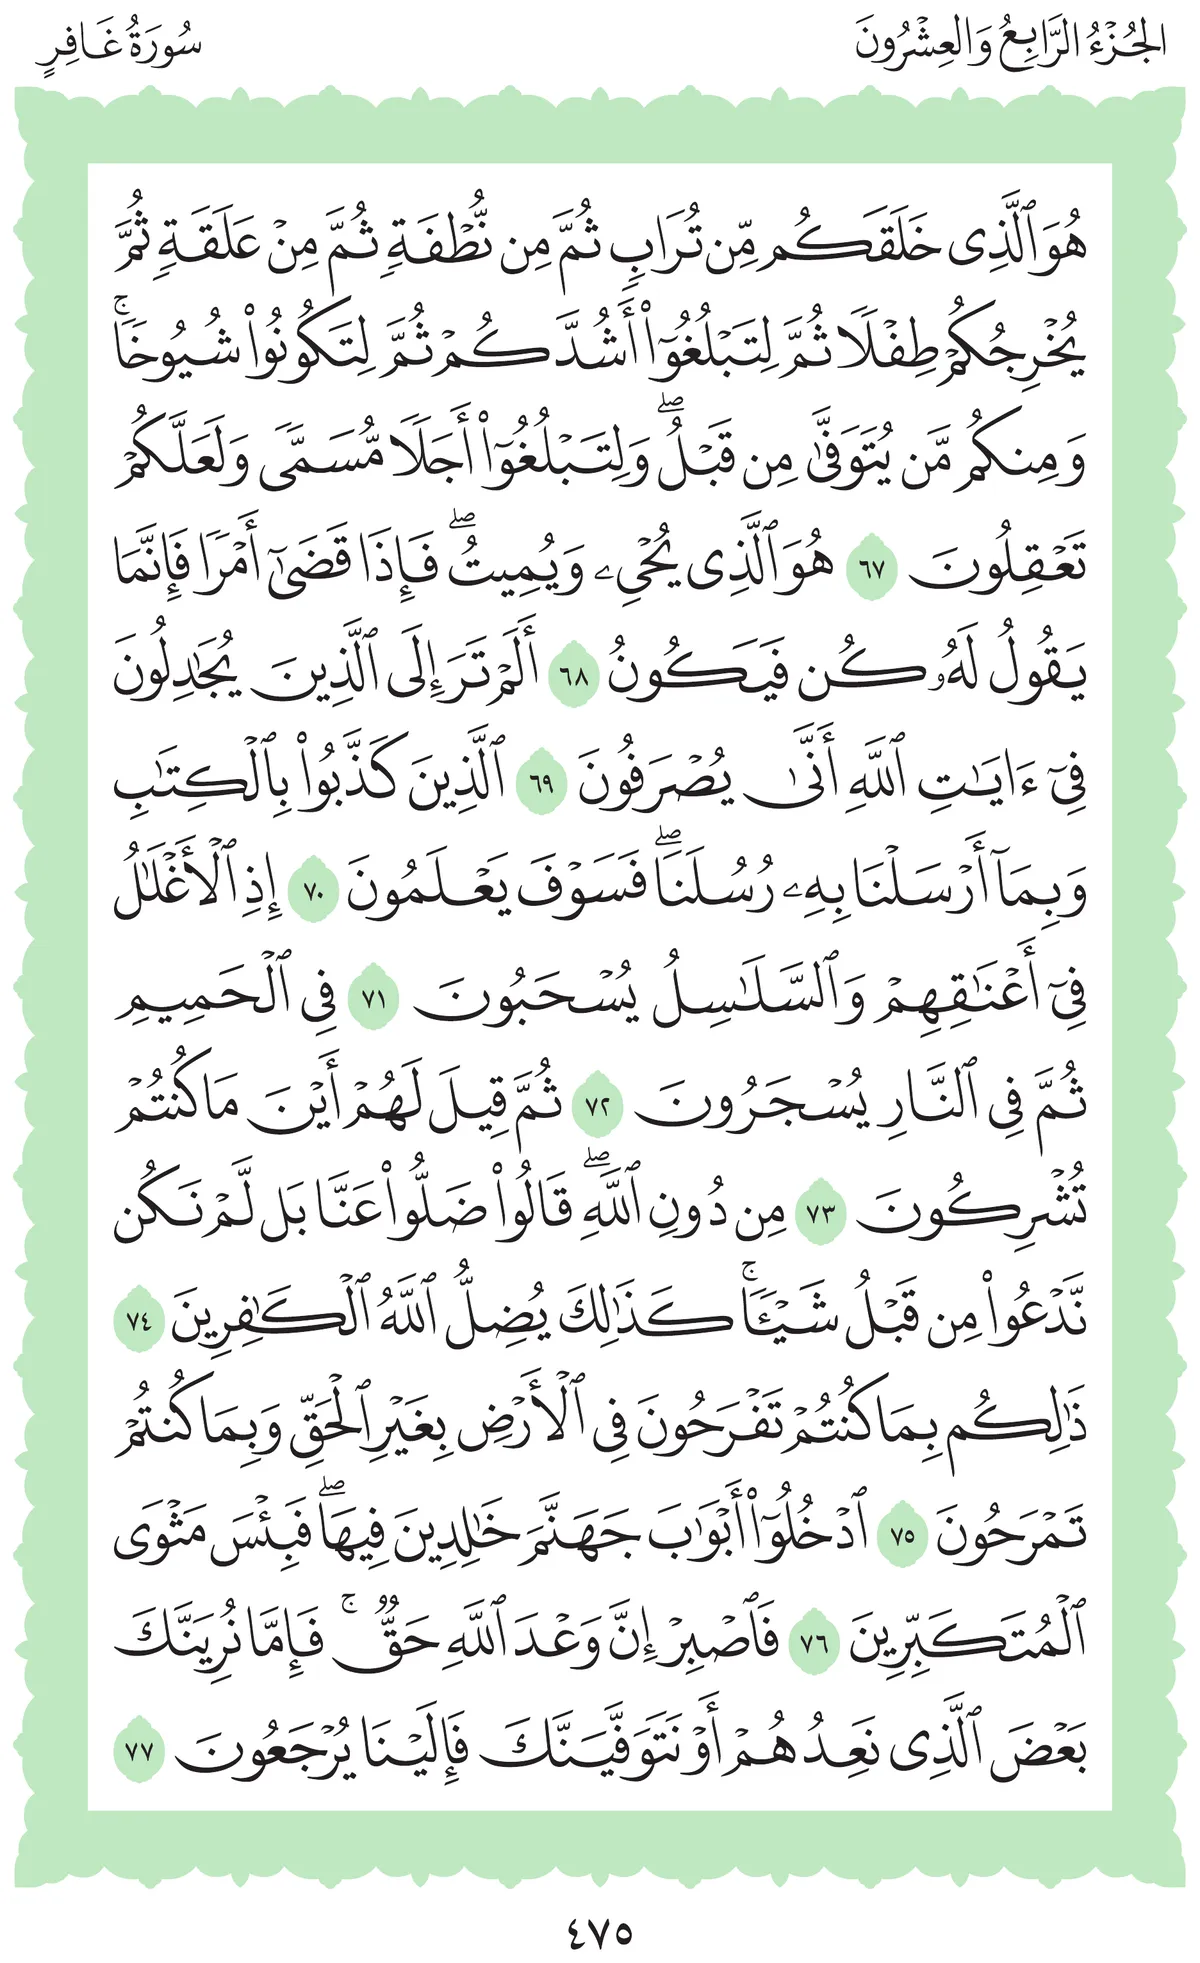 الجُزْءُ الرَّابِعُ وَالعِشْرُونَ
سُورَةُ غَافِرٍ
هُوَ ٱلَّذِى خَلَقَكُم مِّن تُرَابٍ ثُمَّ مِن نُّطْفَةٍ ثُمَّ مِنْ عَلَقَةٍ ثُمَّ
يُخْرِجُكُمْ طِفْلًا ثُمَّ لِتَبْلُغُوٓا۟ أَشُدَّكُمْ ثُمَّ لِتَكُونُوا۟ شُيُوخًا ۚ
وَمِنكُم مَّن يُتَوَفَّىٰ مِن قَبْلُ ۖ وَلِتَبْلُغُوٓا۟ أَجَلًا مُّسَمًّى وَلَعَلَّكُمْ
تَعْقِلُونَ ٦٧ هُوَ ٱلَّذِى يُحْىِۦ وَيُمِيتُ ۖ فَإِذَا قَضَىٰٓ أَمْرًا فَإِنَّمَا
يَقُولُ لَهُۥ كُن فَيَكُونُ ٦٨ أَلَمْ تَرَ إِلَى ٱلَّذِينَ يُجَٰدِلُونَ
فِىٓ ءَايَٰتِ ٱللَّهِ أَنَّىٰ يُصْرَفُونَ ٦٩ ٱلَّذِينَ كَذَّبُوا۟ بِٱلْكِتَٰبِ
وَبِمَآ أَرْسَلْنَا بِهِۦ رُسُلَنَا ۖ فَسَوْفَ يَعْلَمُونَ ٧٠ إِذِ ٱلْأَغْلَٰلُ
فِىٓ أَعْنَٰقِهِمْ وَٱلسَّلَٰسِلُ يُسْحَبُونَ ٧١ فِى ٱلْحَمِيمِ
ثُمَّ فِى ٱلنَّارِ يُسْجَرُونَ ٧٢ ثُمَّ قِيلَ لَهُمْ أَيْنَ مَا كُنتُمْ
تُشْرِكُونَ ٧٣ مِن دُونِ ٱللَّهِ ۖ قَالُوا۟ ضَلُّوا۟ عَنَّا بَل لَّمْ نَكُن
نَّدْعُوا۟ مِن قَبْلُ شَيْـًٔا ۚ كَذَٰلِكَ يُضِلُّ ٱللَّهُ ٱلْكَٰفِرِينَ ٧٤
ذَٰلِكُم بِمَا كُنتُمْ تَفْرَحُونَ فِى ٱلْأَرْضِ بِغَيْرِ ٱلْحَقِّ وَبِمَا كُنتُمْ
تَمْرَحُونَ ٧٥ ٱدْخُلُوٓا۟ أَبْوَٰبَ جَهَنَّمَ خَٰلِدِينَ فِيهَا ۖ فَبِئْسَ مَثْوَى
ٱلْمُتَكَبِّرِينَ ٧٦ فَٱصْبِرْ إِنَّ وَعْدَ ٱللَّهِ حَقٌّ ۚ فَإِمَّا نُرِيَنَّكَ
بَعْضَ ٱلَّذِى نَعِدُهُمْ أَوْ نَتَوَفَّيَنَّكَ فَإِلَيْنَا يُرْجَعُونَ ٧٧
٤٧٥